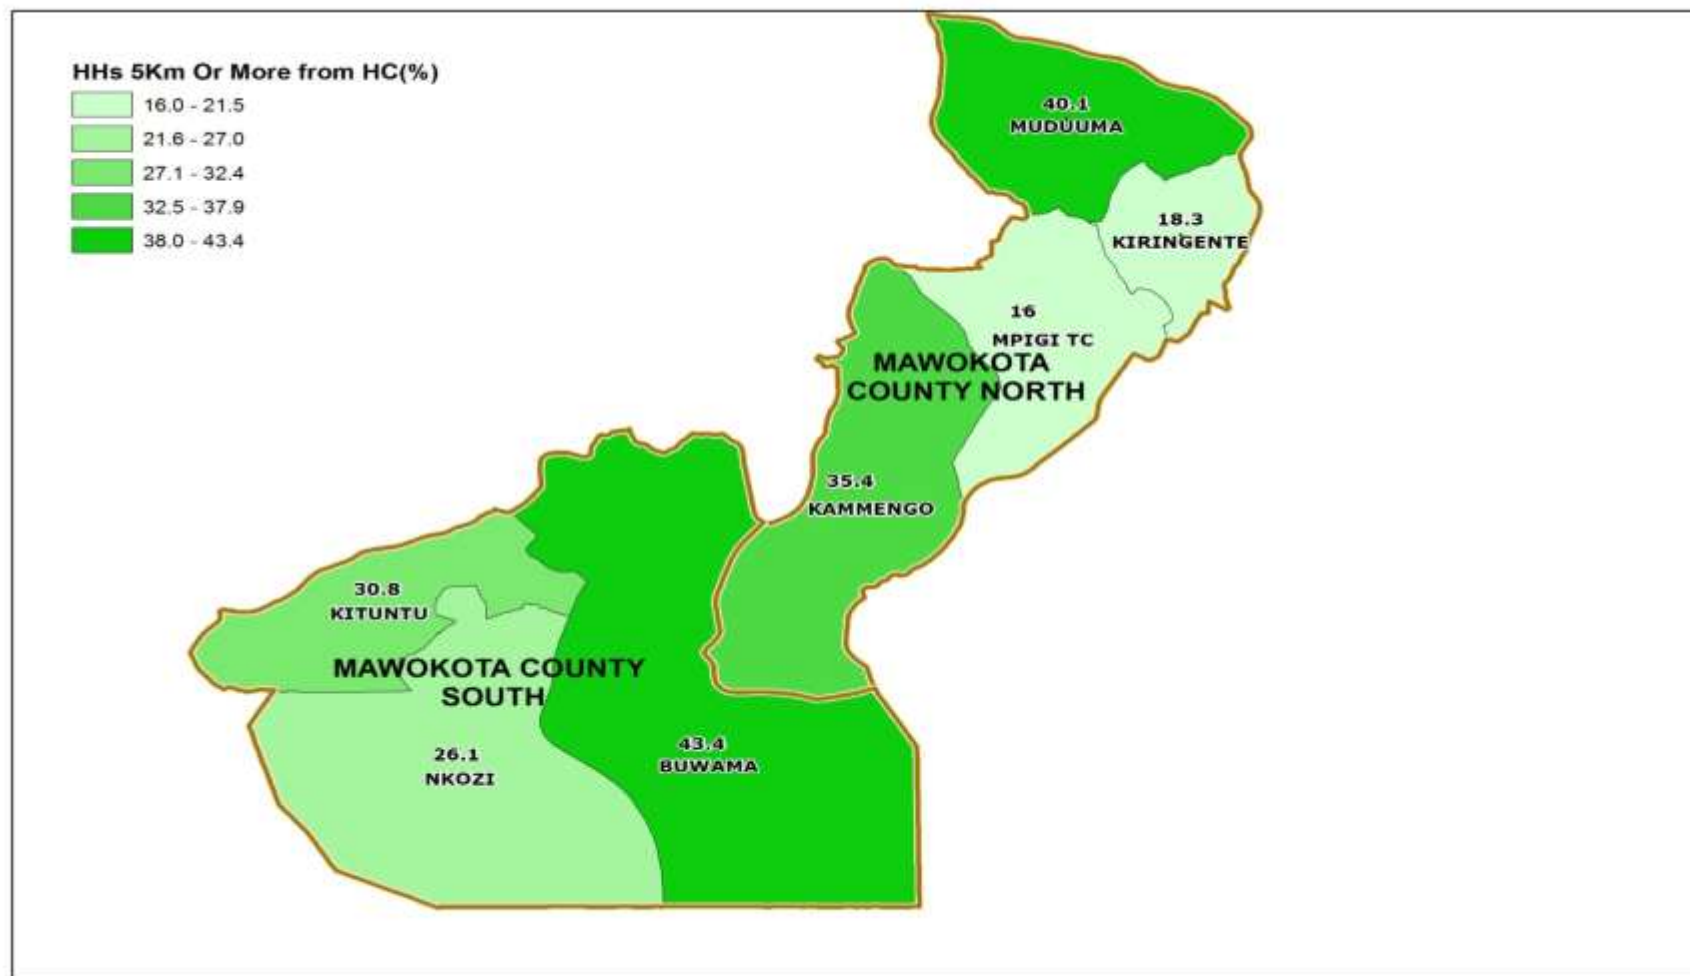 HHs 5Km Or More from HC(%)
16.0 - 21.5
21.6 - 27.0
27.1 - 32.4
32.5 - 37.9
38.0 - 43.4
40.1
MUDUUMA
18.3
KIRINGENTE
16
MPIGI TC
MAWOKOTA
COUNTY NORTH
35.4
KAMMENGO
30.8
KITUNTU
MAWOKOTA COUNTY
SOUTH
26.1
NKOZI
43.4
BUWAMA